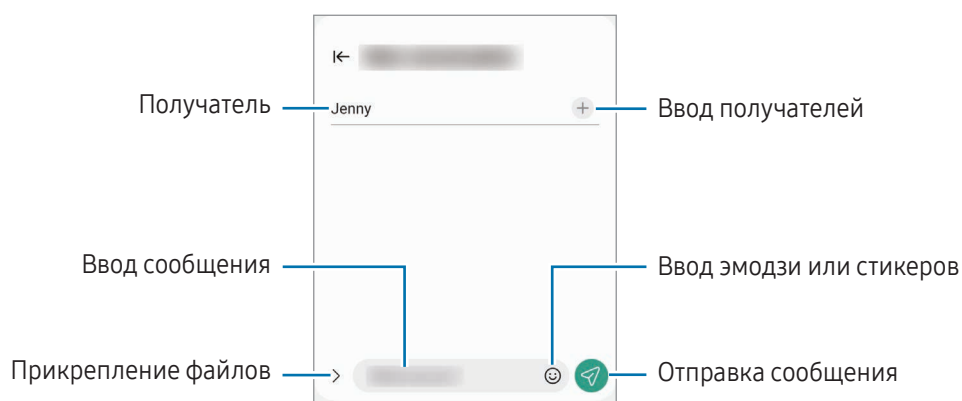 Получатель
Jenny
Ввод получателей
Ввод сообщения
Ввод эмодзи или стикеров
Прикрепление файлов
Отправка сообщения